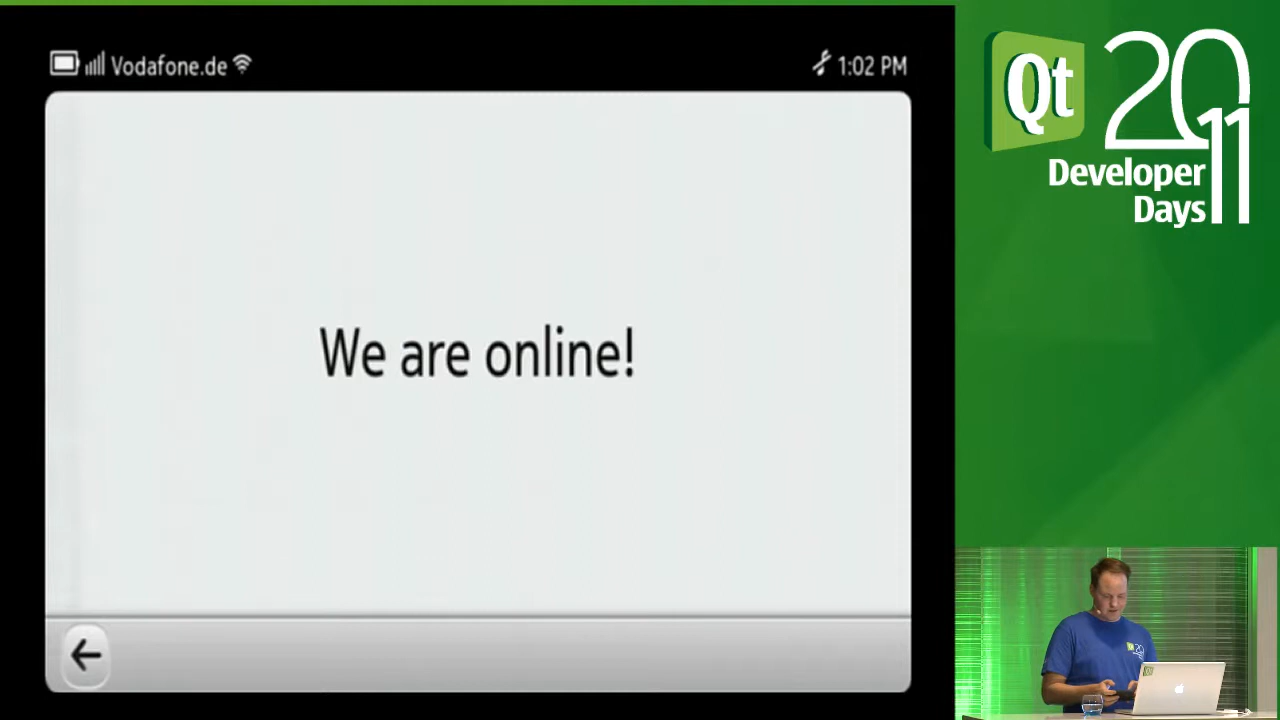 Vodafone.de
1:02 PM
We are online!
Qt
2011
Developer
Days